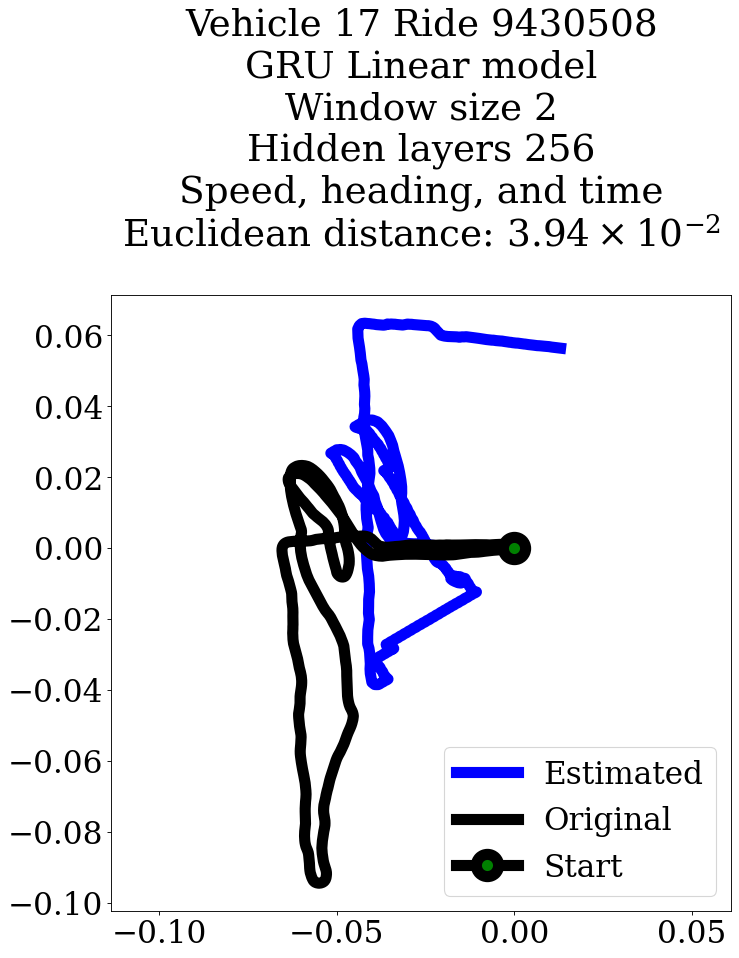 Vehicle 17 Ride 9430508
GRU Linear model
Window size 2
Hidden layers 256
Speed, heading, and time
Euclidean distance: 3.94 × 10⁻²
0.06
0.04
0.02
0.00
−0.02
−0.04
−0.06
−0.08
−0.10
Estimated
Original
Start
−0.10 −0.05 0.00 0.05